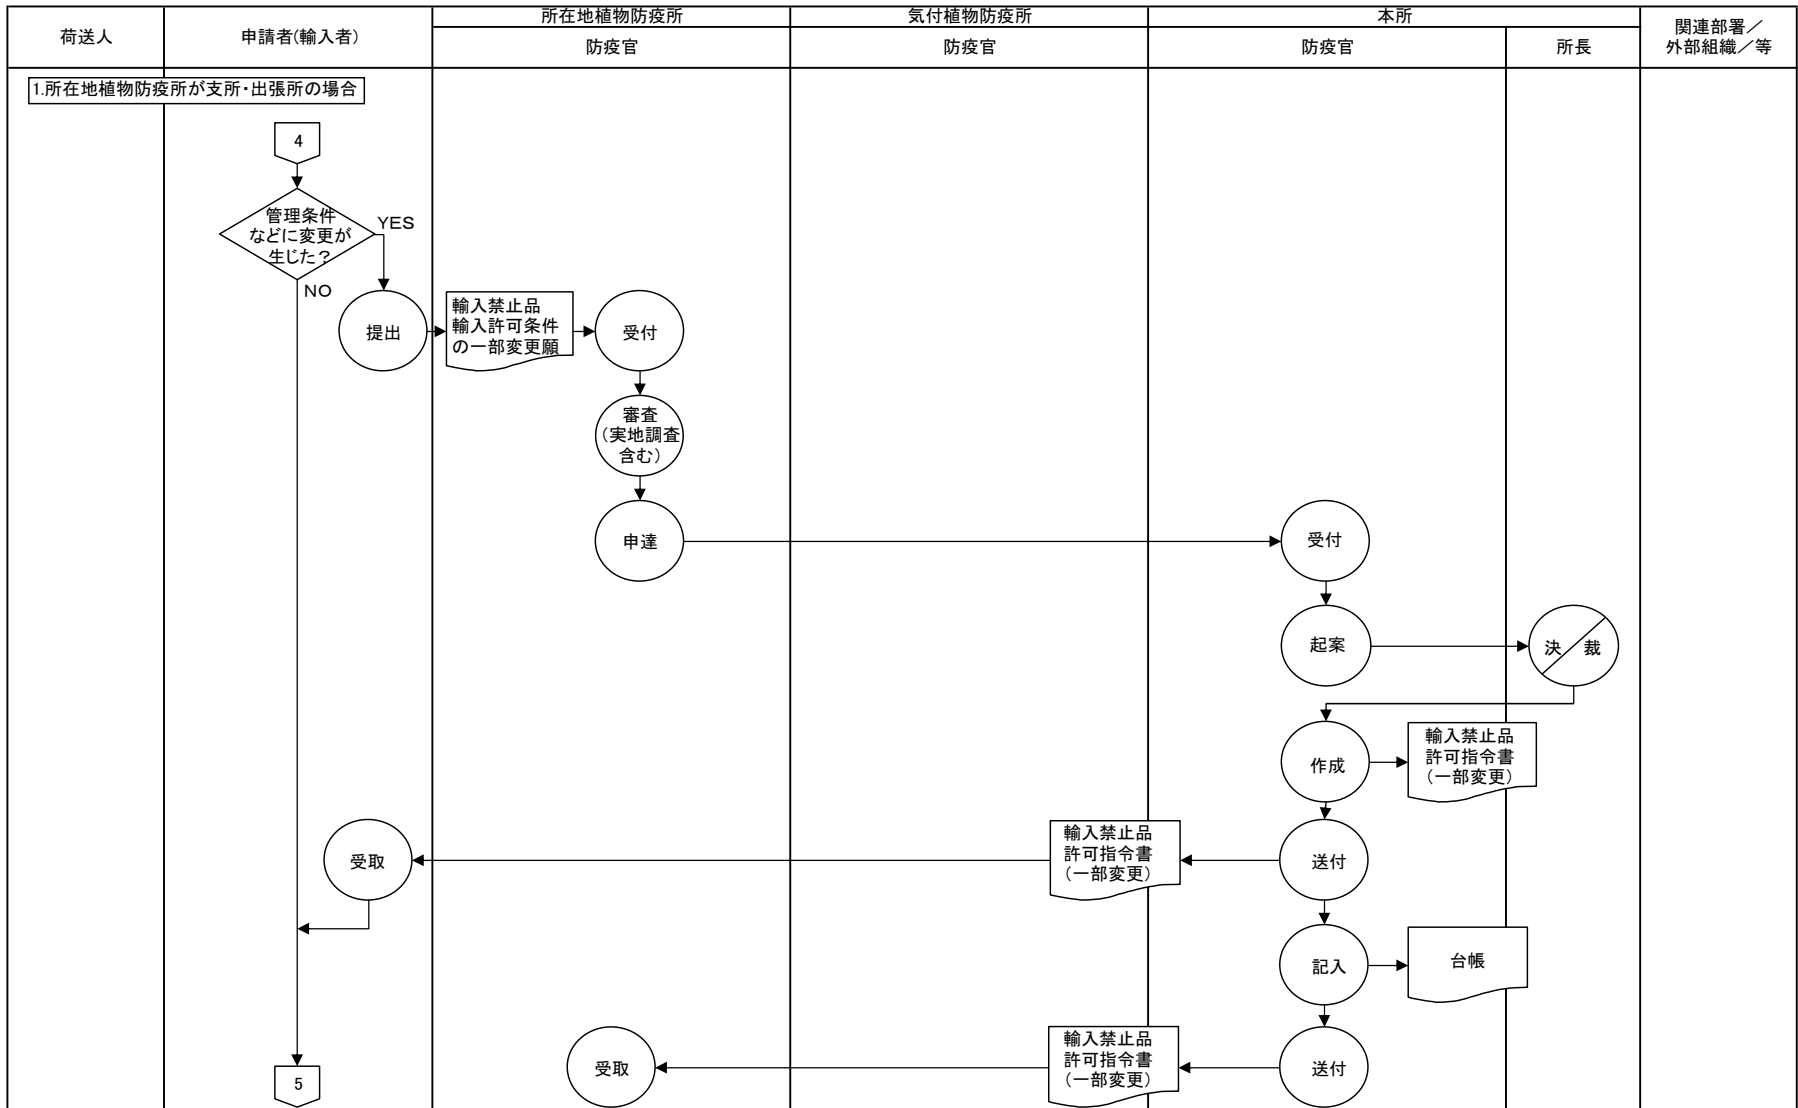 荷送人
申請者(輸入者)
所在地植物防疫所
防疫官
気付植物防疫所
防疫官
本所
防疫官
所長
関連部署／
外部組織／等
1.所在地植物防疫所が支所・出張所の場合
4
管理条件
などに変更が
生じた？
YES
NO
提出
輸入禁止品
輸入許可条件
の一部変更願
受付
審査
（実地調査
含む）
申達
受付
起案
決 裁
作成
輸入禁止品
許可指令書
（一部変更）
送付
輸入禁止品
許可指令書
（一部変更）
受取
記入
台帳
送付
輸入禁止品
許可指令書
（一部変更）
受取
5